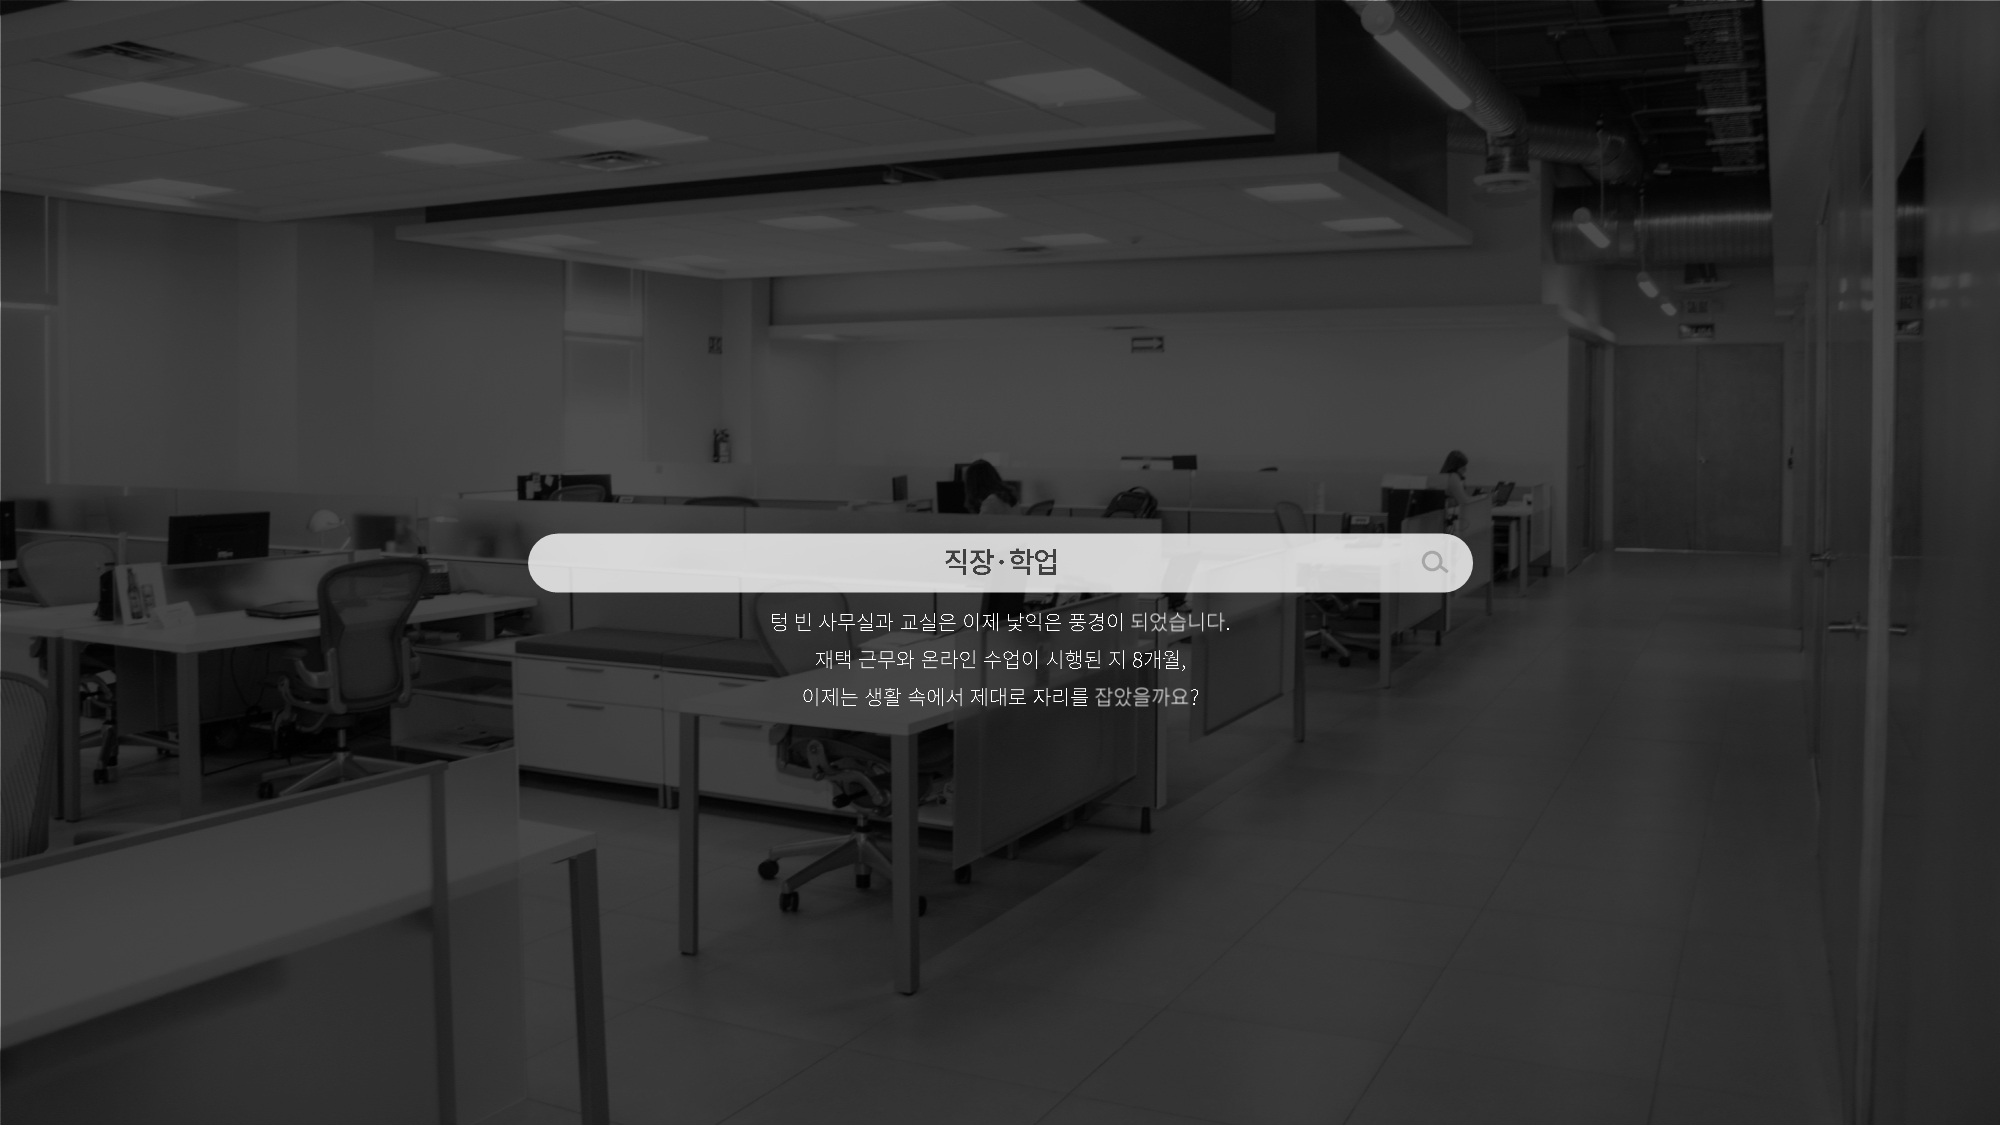 직장·학업
텅 빈 사무실과 교실은 이제 낯익은 풍경이 되었습니다.
재택 근무와 온라인 수업이 시행된 지 8개월,
이제는 생활 속에서 제대로 자리를 잡았을까요?